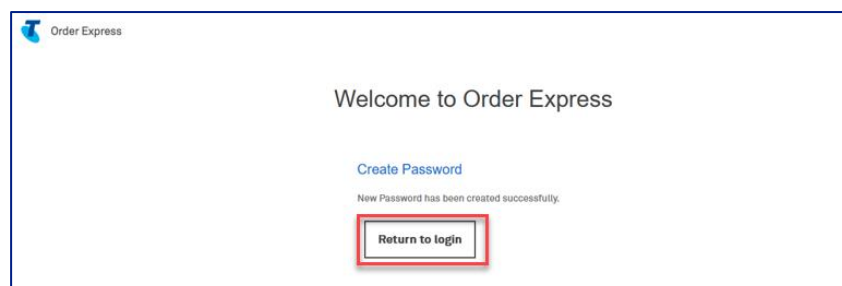 Order Express
Welcome to Order Express
Create Password
New Password has been created successfully.
Return to login